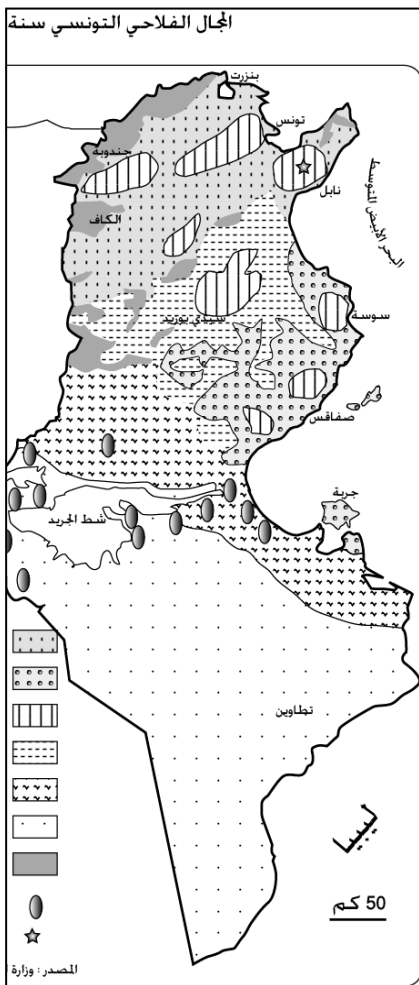 المجال الفلاحي التونسي سنة
بنزرت
تونس
جندوبة
نابل
الكاف
البحر الأبيض المتوسط
سوسة
سيدي بوزيد
صفاقس
جربة
شط الجريد
تطاوين
ليبيا
50 كم
المصدر : وزارة